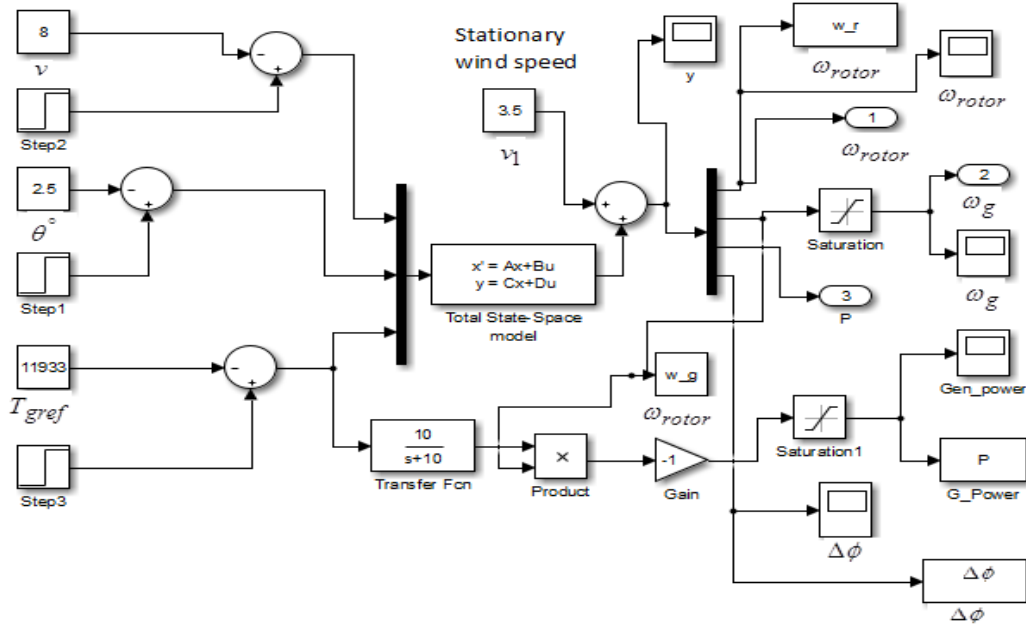 8
v
Step2
2.5
θ°
Step1
11933
T_gref
Step3
Stationary
wind speed
3.5
v_1
x' = Ax+Bu
y = Cx+Du
Total State-Space
model
10
s+10
Transfer Fcn
×
Product
-1
Gain
y
w_r
ω_rotor
ω_rotor
1
ω_rotor
Saturation
2
ω_g
ω_g
3
P
w_g
ω_rotor
Saturation1
Gen_power
P
G_Power
Δϕ
Δϕ
Δϕ